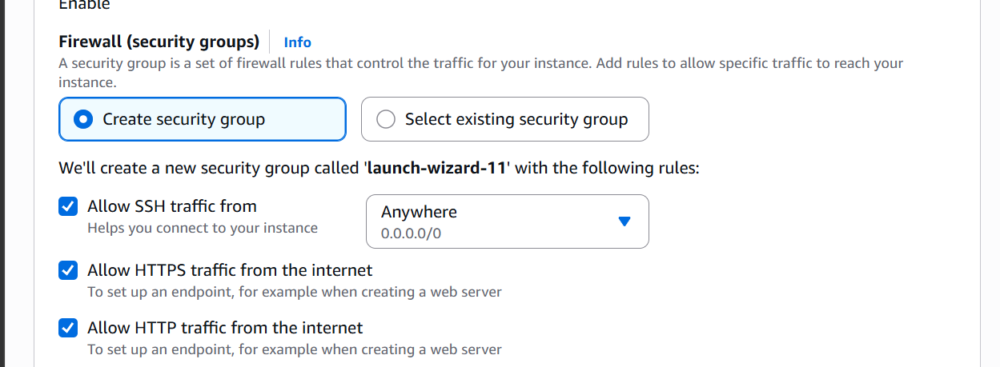 Enable
Firewall (security groups) Info
A security group is a set of firewall rules that control the traffic for your instance. Add rules to allow specific traffic to reach your
instance.
Create security group Select existing security group
We'll create a new security group called 'launch-wizard-11' with the following rules:
Allow SSH traffic from
Helps you connect to your instance
Anywhere
0.0.0.0/0
Allow HTTPS traffic from the internet
To set up an endpoint, for example when creating a web server
Allow HTTP traffic from the internet
To set up an endpoint, for example when creating a web server